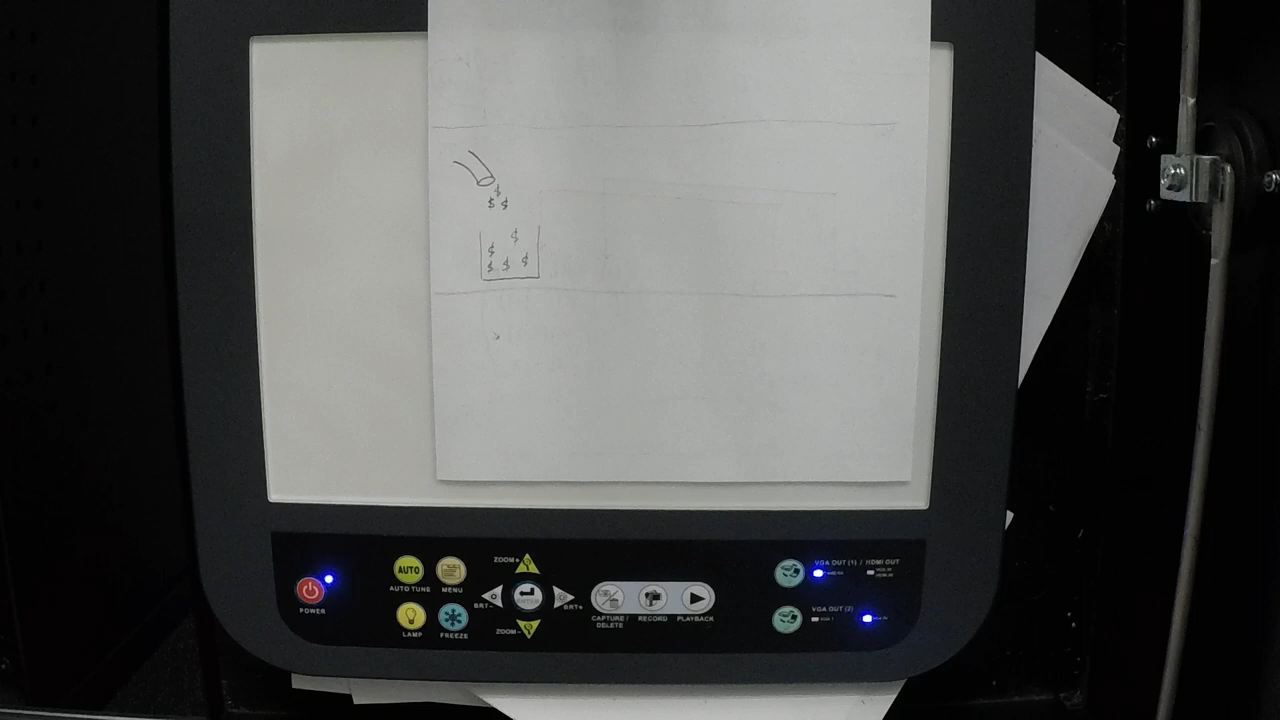 $
$ $
$
$
$ $ $
ZOOM+
VGA OUT (1) / HDMI OUT
AUTO
AUTO TUNE MENU
POWER
BRT- ENTER BRT+
CAPTURE / DELETE RECORD PLAYBACK
VGA OUT (2)
LAMP FREEZE
ZOOM-